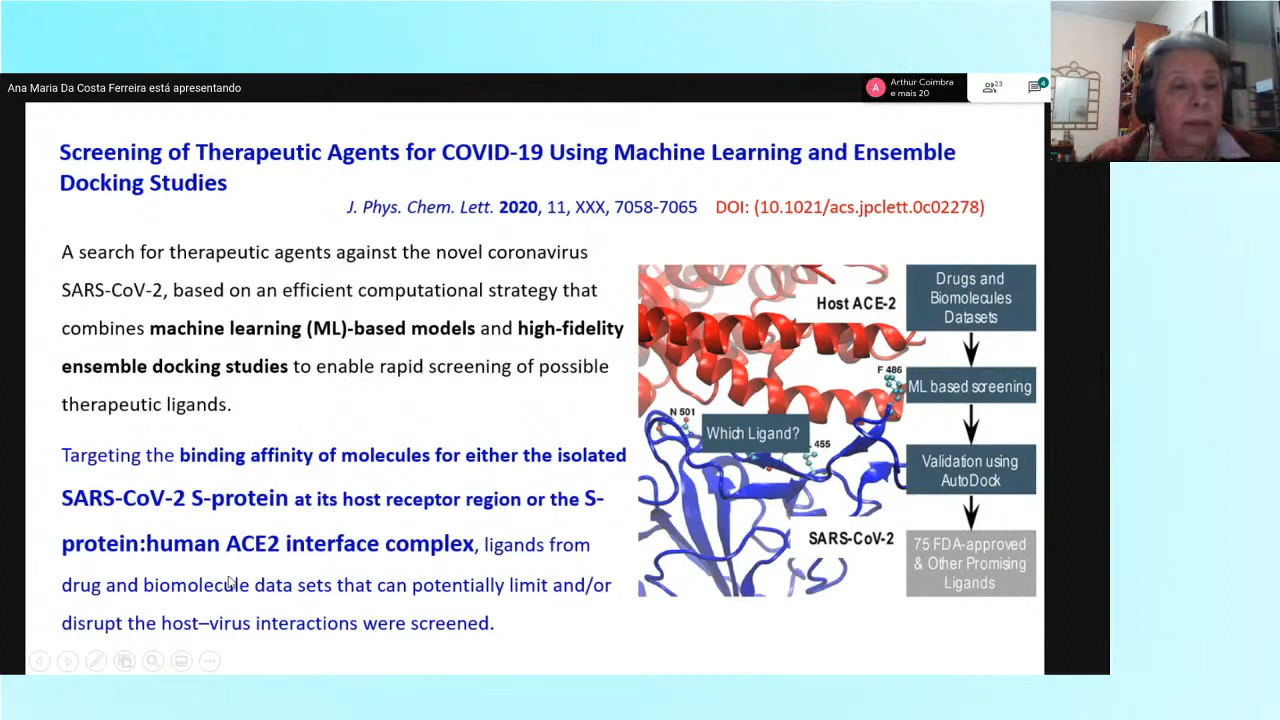 Ana Maria Da Costa Ferreira está apresentando
A
Arthur Coimbra
e mais 20
23
4
Screening of Therapeutic Agents for COVID-19 Using Machine Learning and Ensemble
Docking Studies
J. Phys. Chem. Lett. 2020, 11, XXX, 7058-7065 DOI: (10.1021/acs.jpclett.0c02278)
A search for therapeutic agents against the novel coronavirus
SARS-CoV-2, based on an efficient computational strategy that
combines machine learning (ML)-based models and high-fidelity
ensemble docking studies to enable rapid screening of possible
therapeutic ligands.
Targeting the binding affinity of molecules for either the isolated
SARS-CoV-2 S-protein at its host receptor region or the S-
protein:human ACE2 interface complex, ligands from
drug and biomolecule data sets that can potentially limit and/or
disrupt the host–virus interactions were screened.
Host ACE-2
F 486
N 501
Which Ligand?
455
SARS-CoV-2
Drugs and
Biomolecules
Datasets
ML based screening
Validation using
AutoDock
75 FDA-approved
& Other Promising
Ligands